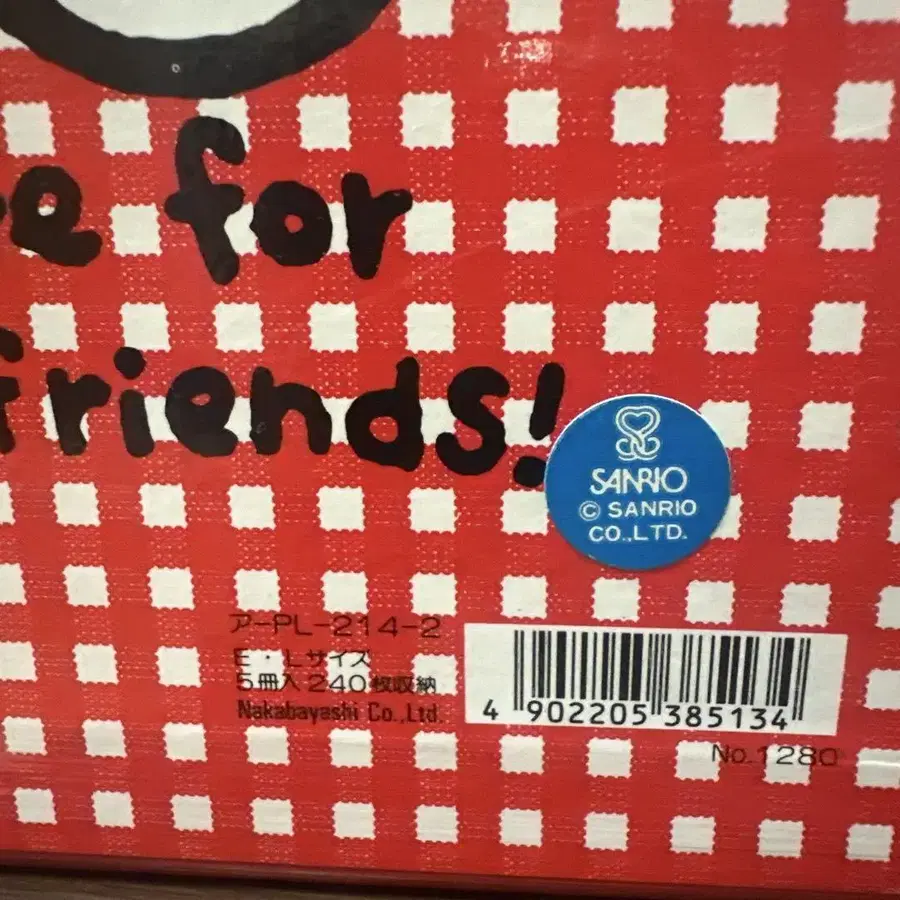 e for
friends!
SANRIO
© SANRIO
CO.,LTD.
ア-PL-214-2
E・Lサイズ
5冊入 240枚収納
Nakabayashi Co.,Ltd.
4 902205 385134
No.1280